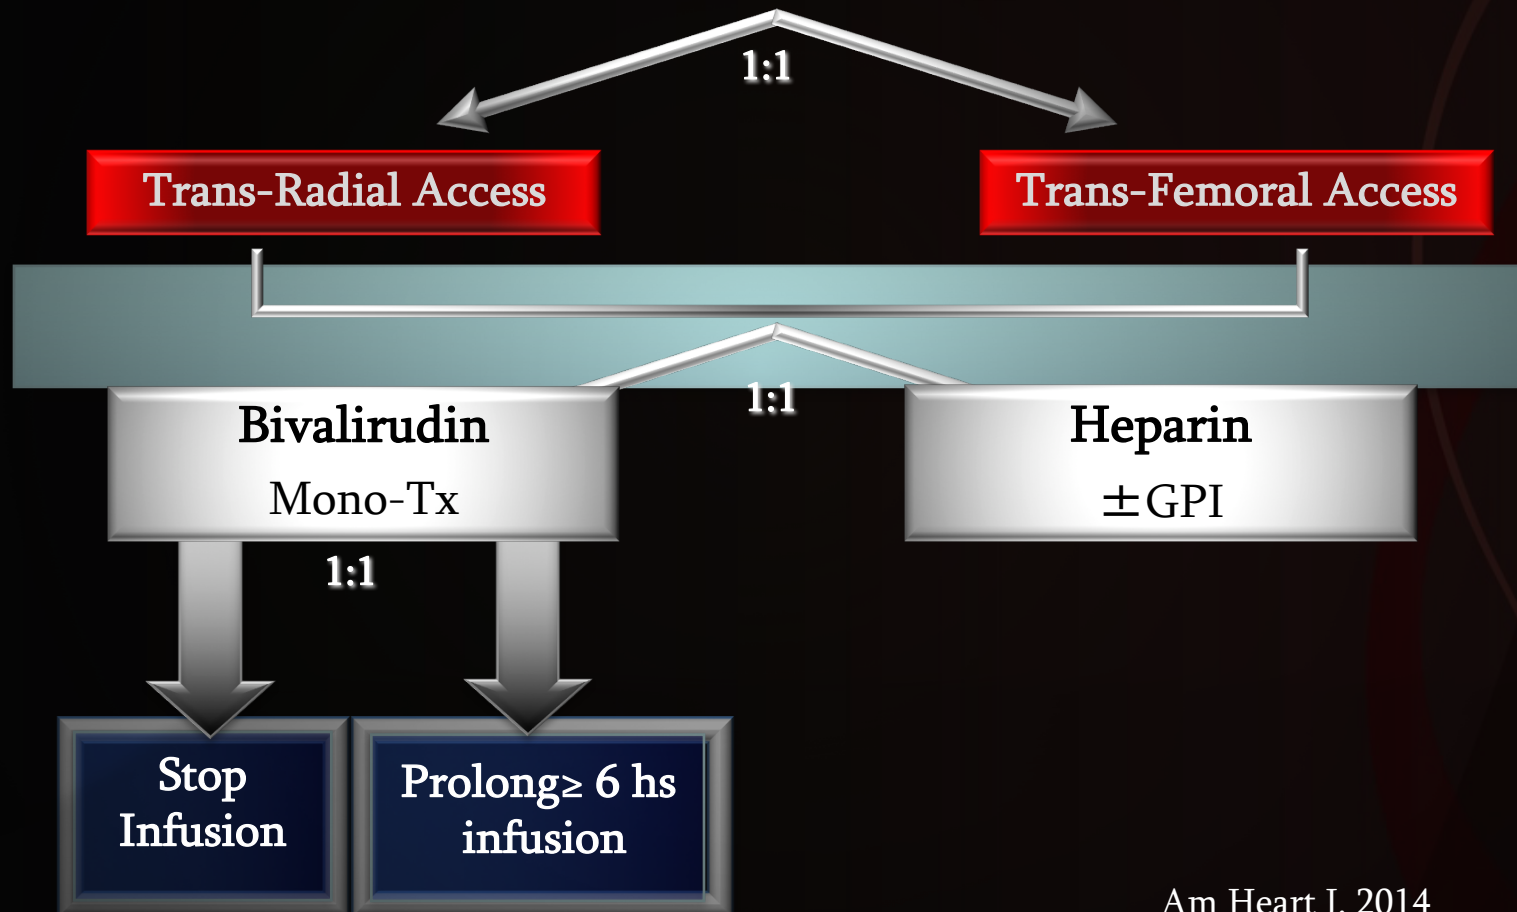 1:1
Trans-Radial Access
Trans-Femoral Access
1:1
Bivalirudin
Mono-Tx
Heparin
±GPI
1:1
Stop
Infusion
Prolong≥ 6 hs
infusion
Am Heart J. 2014